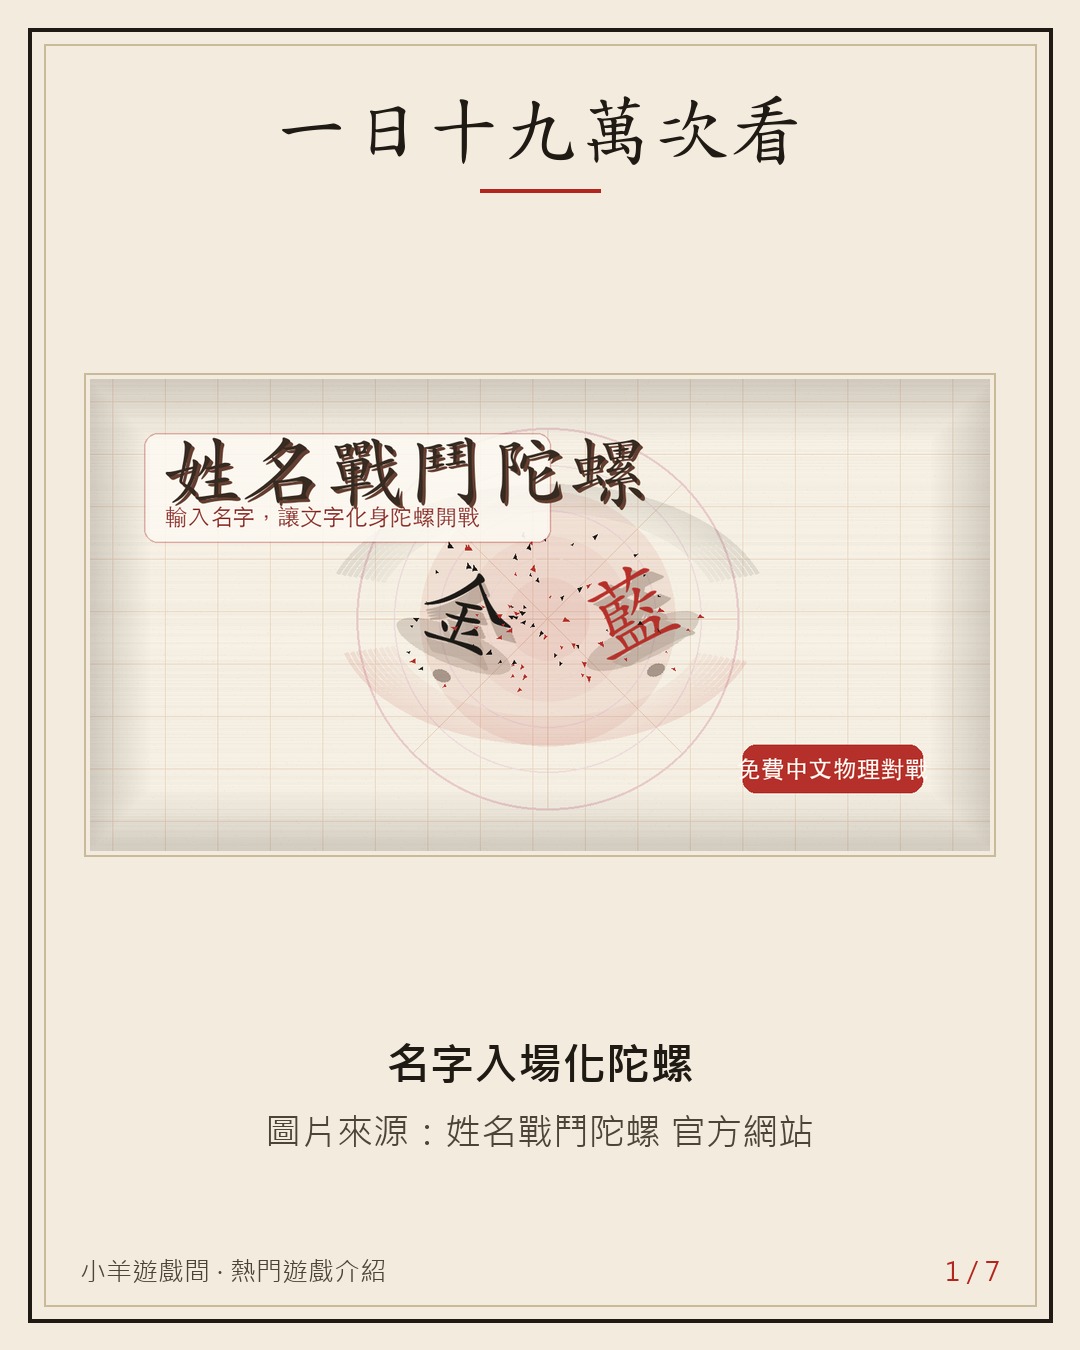 一日十九萬次看
姓名戰鬥陀螺
輸入名字，讓文字化身陀螺開戰
金
藍
免費中文物理對戰
名字入場化陀螺
圖片來源：姓名戰鬥陀螺 官方網站
小羊遊戲間·熱門遊戲介紹
1/7